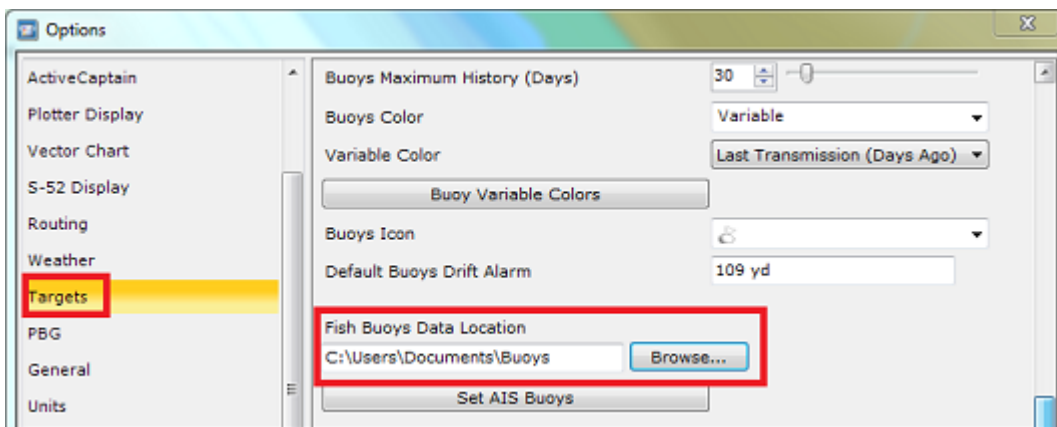 Options
ActiveCaptain
Plotter Display
Vector Chart
S-52 Display
Routing
Weather
Targets
PBG
General
Units
Buoys Maximum History (Days) 30
Buoys Color Variable
Variable Color Last Transmission (Days Ago)
Buoy Variable Colors
Buoys Icon
Default Buoys Drift Alarm 109 yd
Fish Buoys Data Location
C:\Users\Documents\Buoys Browse...
Set AIS Buoys